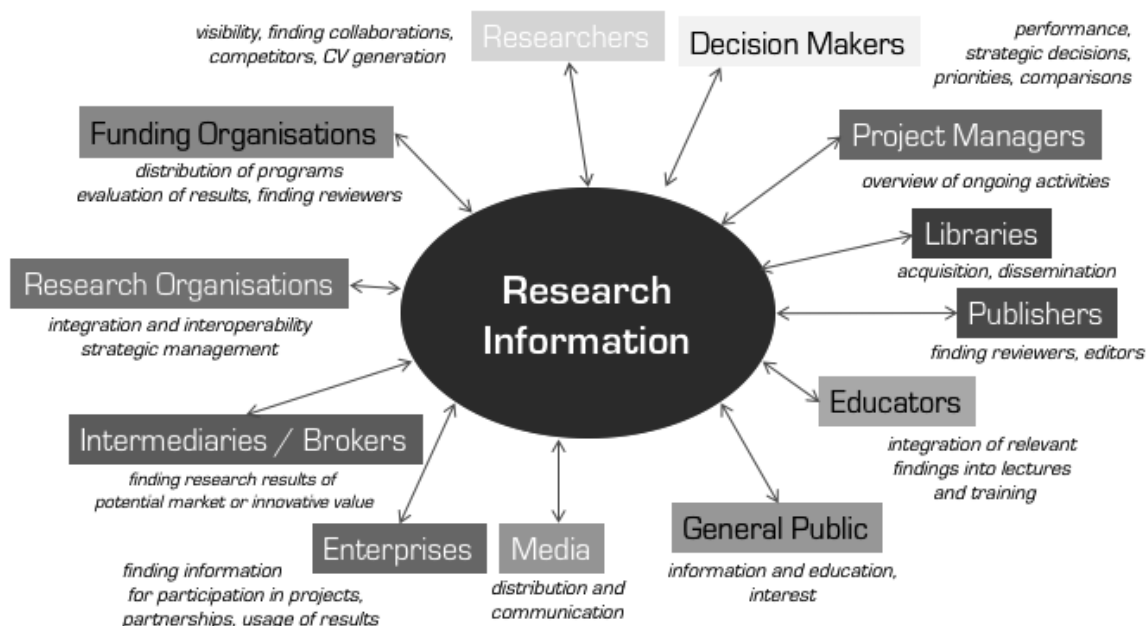 visibility, finding collaborations,
competitors, CV generation
Researchers
Decision Makers
performance,
strategic decisions,
priorities, comparisons
Funding Organisations
distribution of programs
evaluation of results, finding reviewers
Project Managers
overview of ongoing activities
Libraries
acquisition, dissemination
Research Organisations
integration and interoperability
strategic management
Research
Information
Publishers
finding reviewers, editors
Educators
integration of relevant
findings into lectures
and training
Intermediaries / Brokers
finding research results of
potential market or innovative value
Enterprises
finding information
for participation in projects,
partnerships, usage of results
Media
distribution and
communication
General Public
information and education,
interest